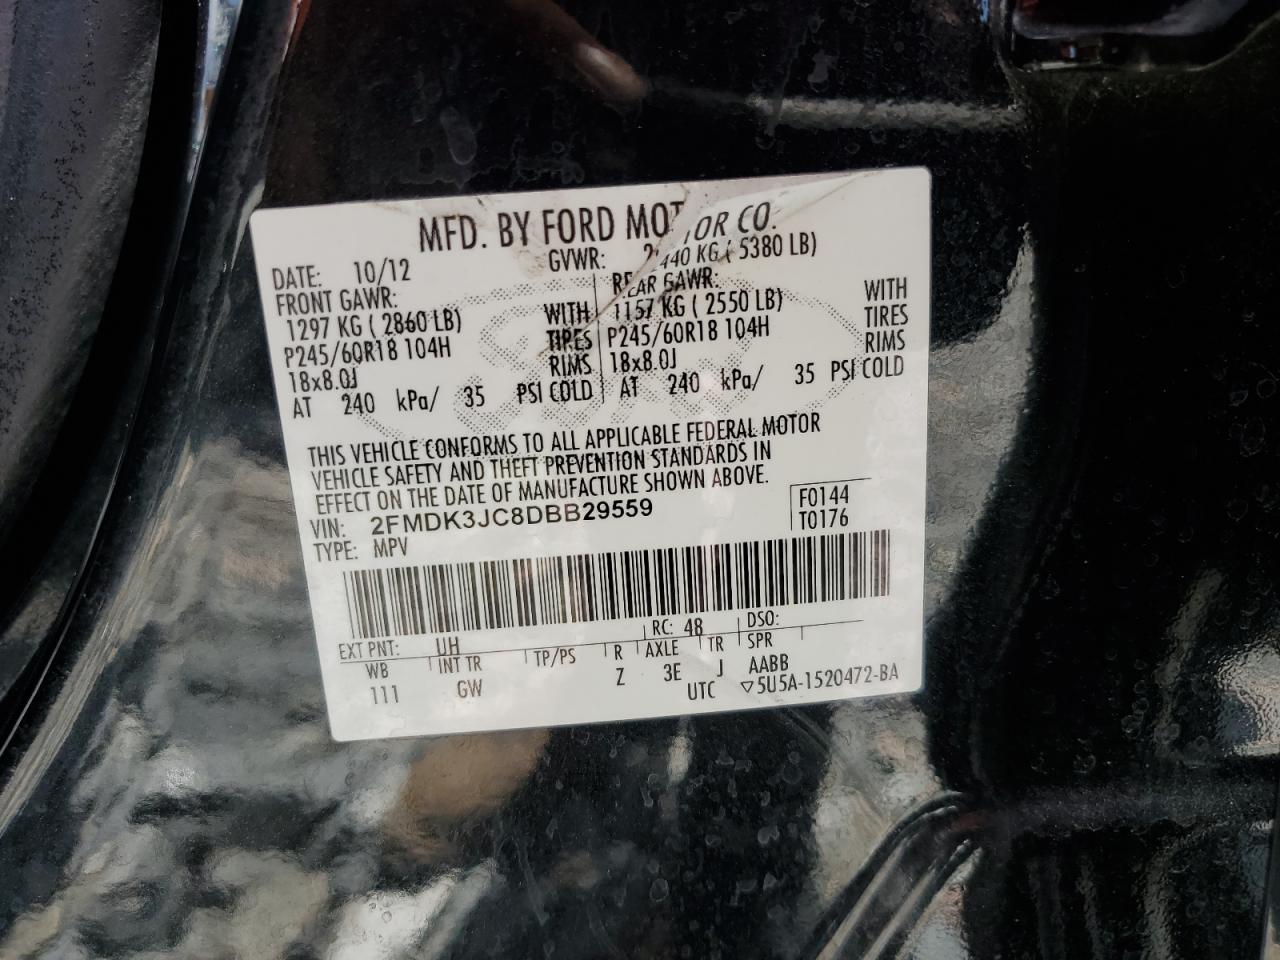 MFD. BY FORD MOTOR CO.
DATE: 10/12 GVWR: 2440 KG ( 5380 LB)
FRONT GAWR: REAR GAWR:
1297 KG ( 2860 LB) WITH 1157 KG ( 2550 LB) WITH
P245/60R18 104H TIRES P245/60R18 104H TIRES
18x8.0J RIMS 18x8.0J RIMS
AT 240 kPa/ 35 PSI COLD AT 240 kPa/ 35 PSI COLD
THIS VEHICLE CONFORMS TO ALL APPLICABLE FEDERAL MOTOR
VEHICLE SAFETY AND THEFT PREVENTION STANDARDS IN
EFFECT ON THE DATE OF MANUFACTURE SHOWN ABOVE.
VIN: 2FMDK3JC8DBB29559 F0144
TYPE: MPV T0176
EXT PNT: UH RC: 48 DSO:
WB INT TR TP/PS R AXLE TR SPR
111 GW Z 3E J AABB
UTC ▽5U5A-1520472-BA